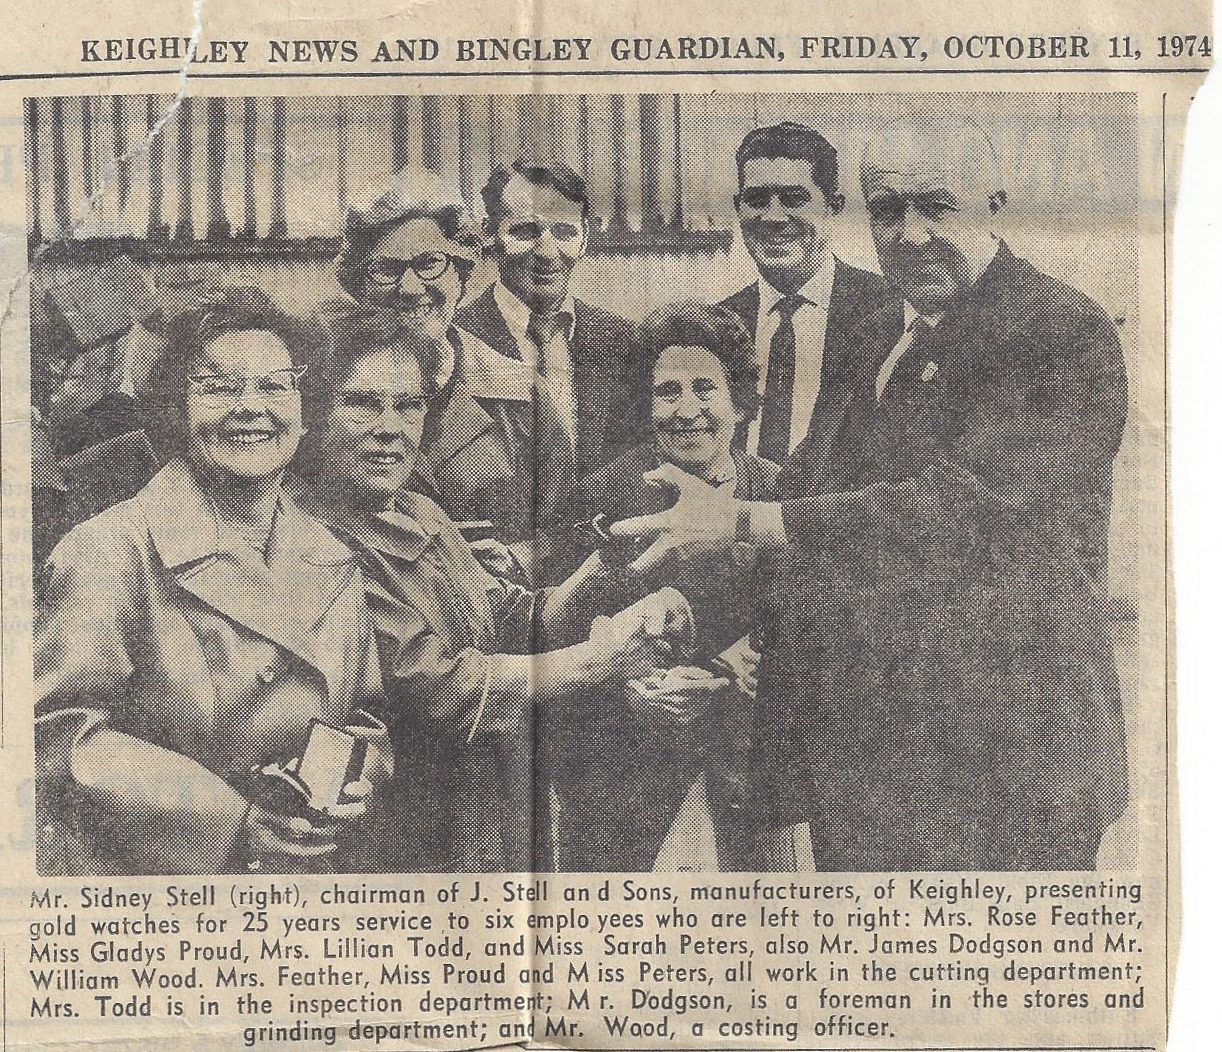 KEIGHLEY NEWS AND BINGLEY GUARDIAN, FRIDAY, OCTOBER 11, 1974
Mr. Sidney Stell (right), chairman of J. Stell and Sons, manufacturers, of Keighley, presenting
gold watches for 25 years service to six employees who are left to right: Mrs. Rose Feather,
Miss Gladys Proud, Mrs. Lillian Todd, and Miss Sarah Peters, also Mr. James Dodgson and Mr.
William Wood. Mrs. Feather, Miss Proud and Miss Peters, all work in the cutting department;
Mrs. Todd is in the inspection department; Mr. Dodgson, is a foreman in the stores and
grinding department; and Mr. Wood, a costing officer.